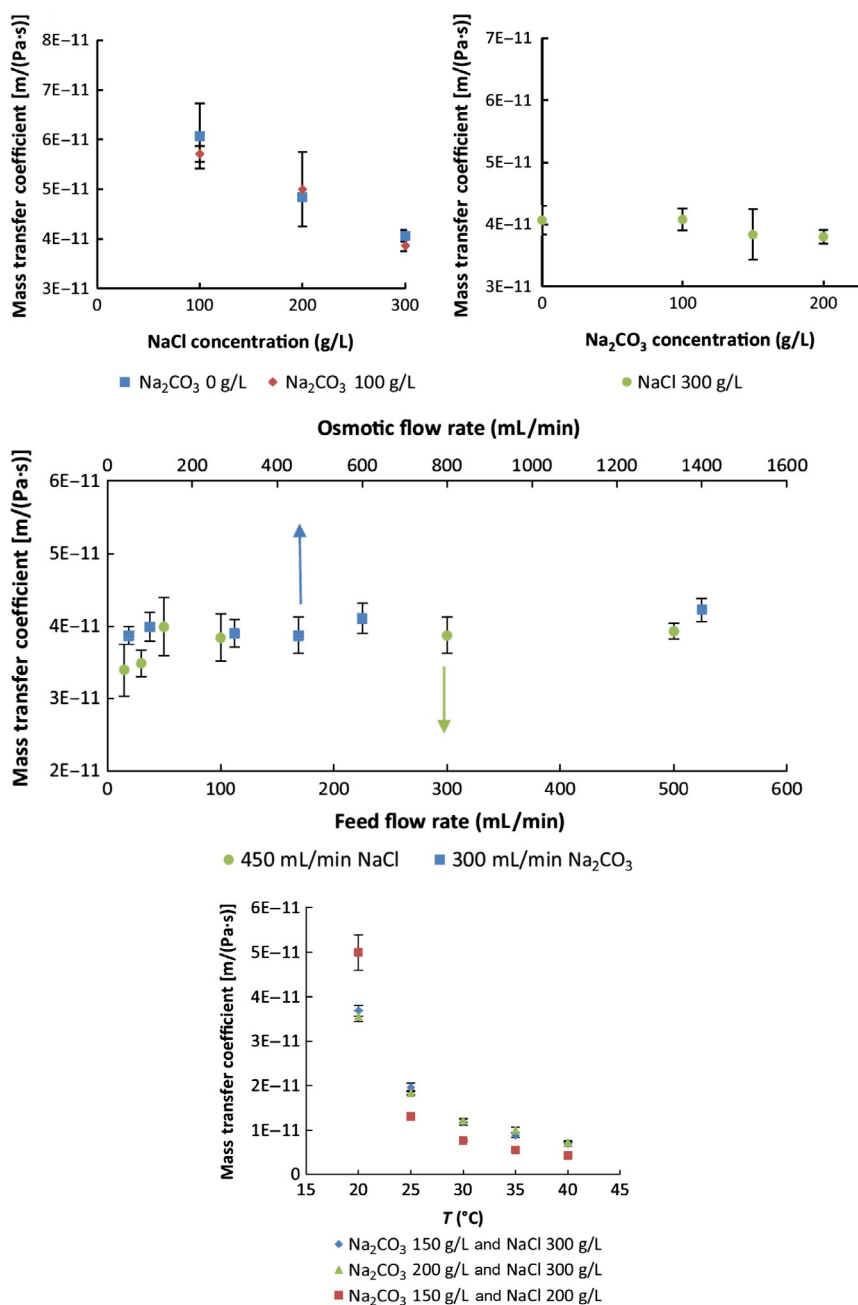 Mass transfer coefficient [m/(Pa·s)]
8E−11
7E−11
6E−11
5E−11
4E−11
3E−11
0
100
200
300
NaCl concentration (g/L)
Na₂CO₃ 0 g/L
Na₂CO₃ 100 g/L
Mass transfer coefficient [m/(Pa·s)]
7E−11
6E−11
5E−11
4E−11
3E−11
0
100
200
Na₂CO₃ concentration (g/L)
NaCl 300 g/L
Osmotic flow rate (mL/min)
0
200
400
600
800
1000
1200
1400
1600
Mass transfer coefficient [m/(Pa·s)]
6E−11
5E−11
4E−11
3E−11
2E−11
0
100
200
300
400
500
600
Feed flow rate (mL/min)
450 mL/min NaCl
300 mL/min Na₂CO₃
Mass transfer coefficient [m/(Pa·s)]
6E−11
5E−11
4E−11
3E−11
2E−11
1E−11
0
15
20
25
30
35
40
45
T (°C)
Na₂CO₃ 150 g/L and NaCl 300 g/L
Na₂CO₃ 200 g/L and NaCl 300 g/L
Na₂CO₃ 150 g/L and NaCl 200 g/L